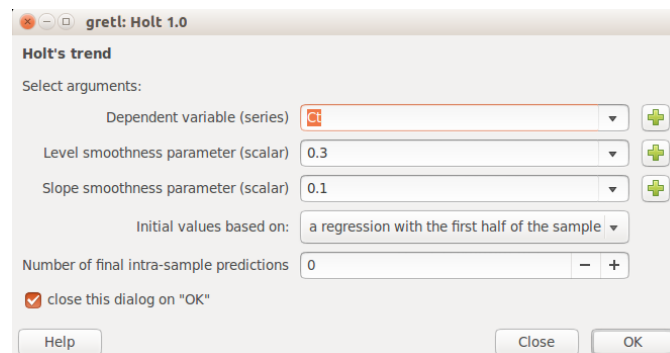 gretl: Holt 1.0
Holt's trend
Select arguments:
Dependent variable (series) Ct
Level smoothness parameter (scalar) 0.3
Slope smoothness parameter (scalar) 0.1
Initial values based on: a regression with the first half of the sample
Number of final intra-sample predictions 0
close this dialog on "OK"
Help Close OK